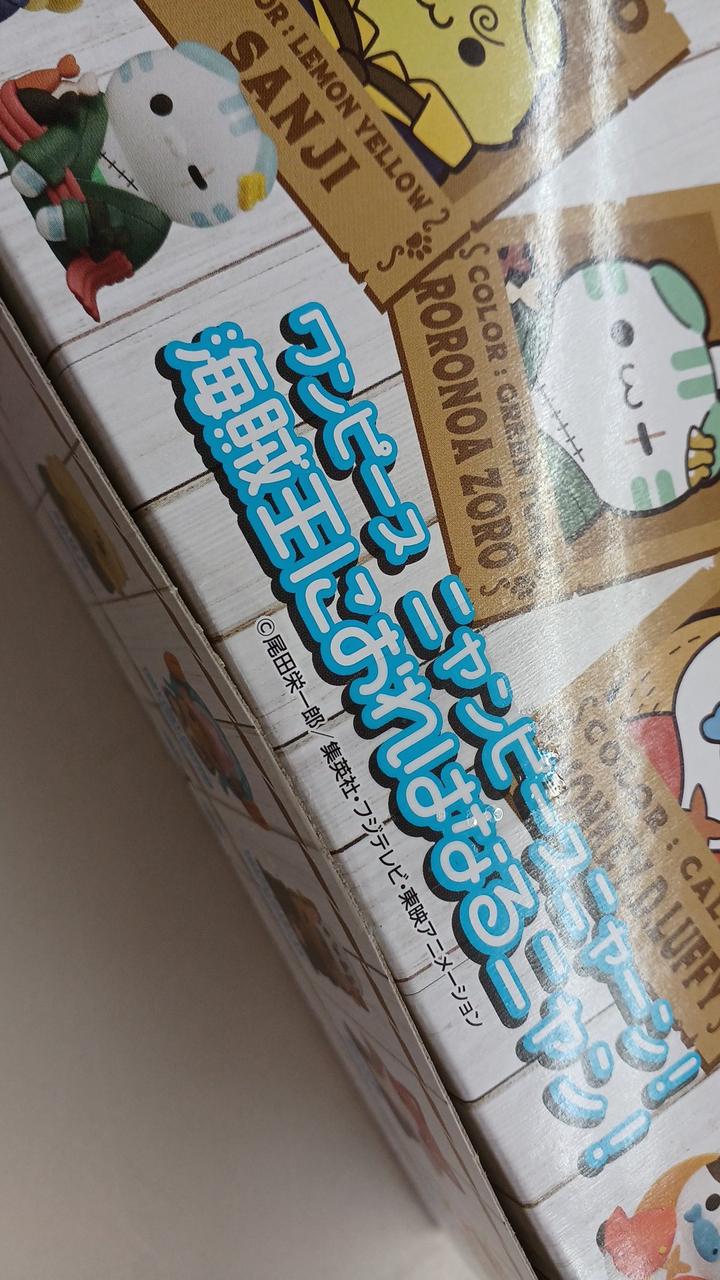 COLOR : LEMON YELLOW
SANJI
COLOR : GREEN
RORONOA ZORO
COLOR : CAL
LUFFY
ワンピース ニャンピースニャーン!
海賊王におれはなるーニャン!
©尾田栄一郎/集英社・フジテレビ・東映アニメーション